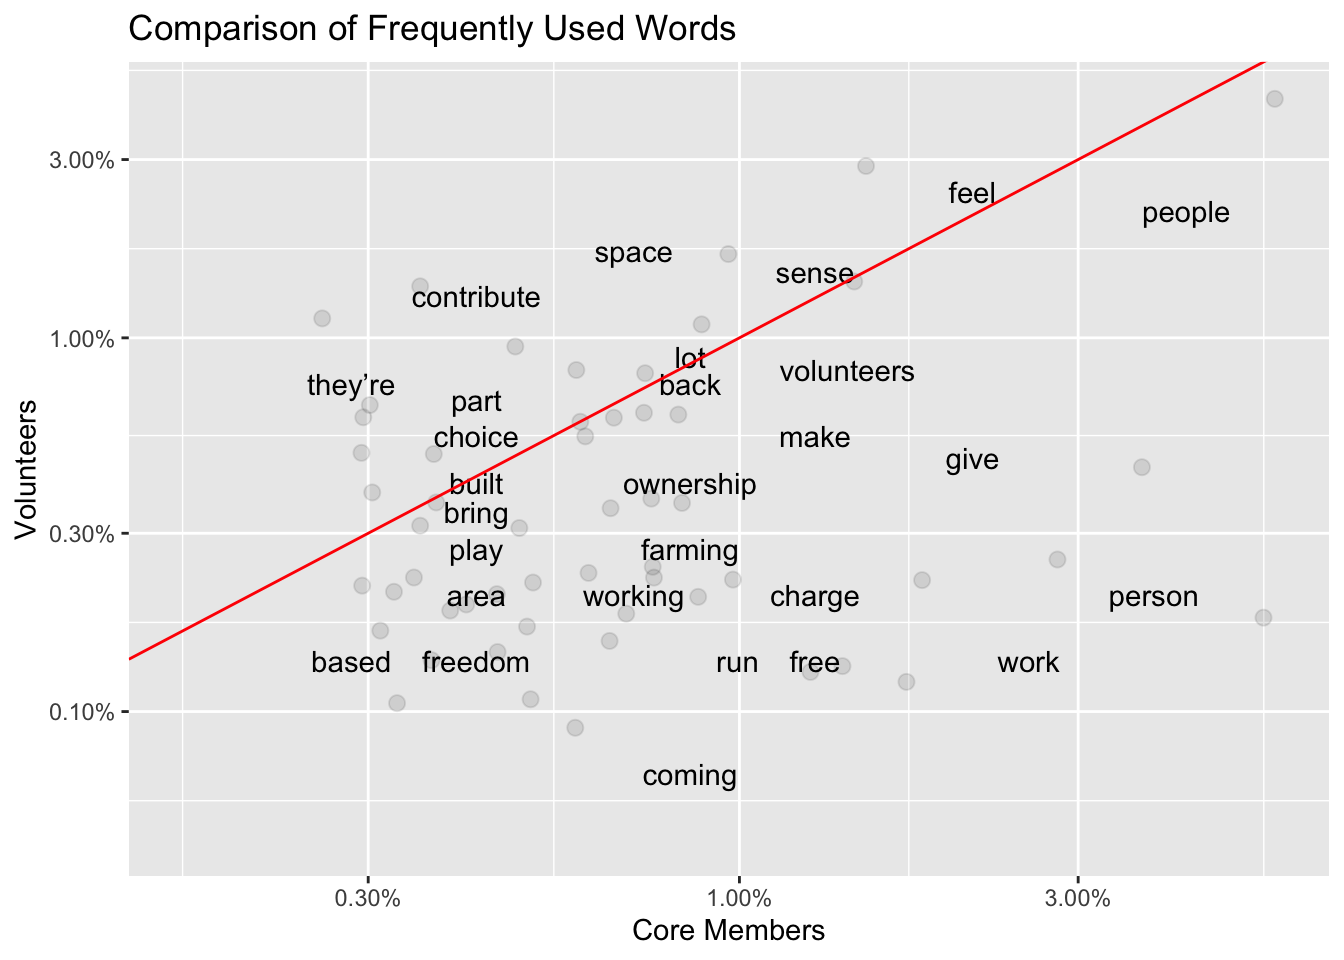 Comparison of Frequently Used Words
3.00%
feel
people
space
sense
contribute
1.00%
lot
volunteers
they’re
back
part
choice
make
give
built
ownership
bring
0.30%
play
farming
area
working
charge
person
based
freedom
run
free
work
0.10%
coming
Volunteers
0.30%
1.00%
3.00%
Core Members